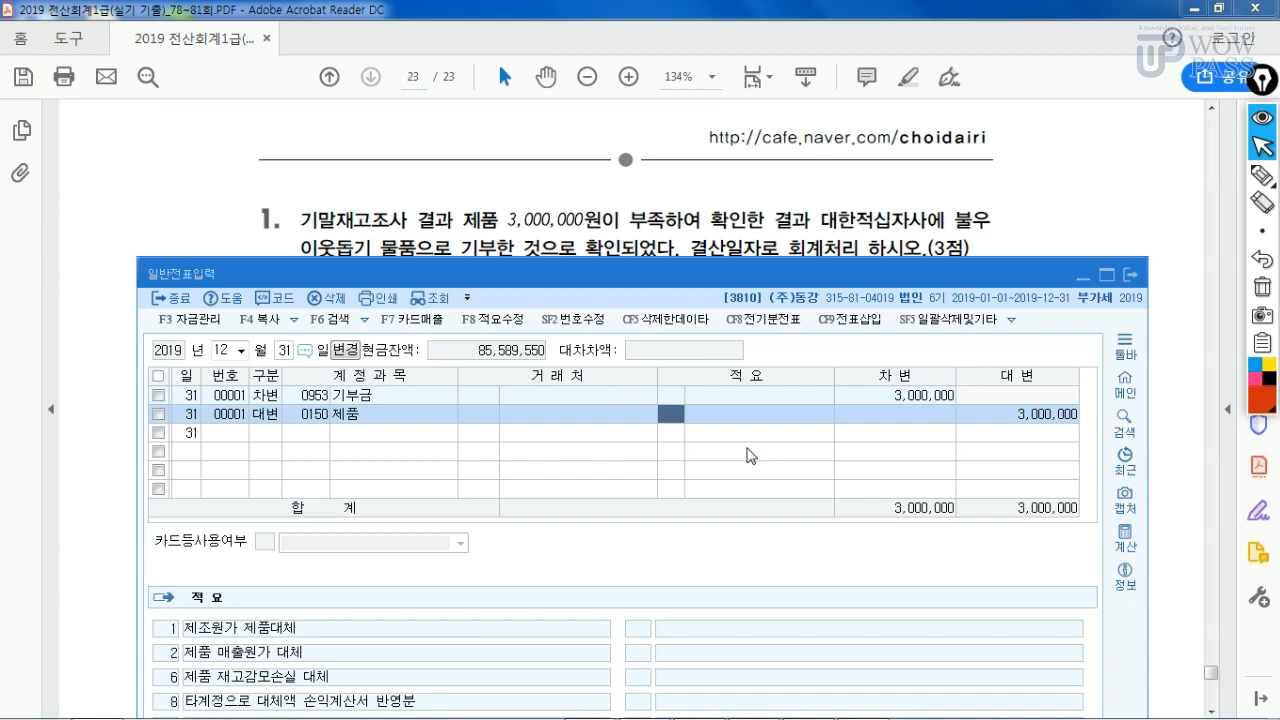 2019 전산회계1급(실기 기출)_78~81회.PDF - Adobe Acrobat Reader DC
홈 도구 2019 전산회계1급(... × 로그인
23 / 23 134% 공유
Knowledge, Value, and Your Future
UP WOW PASS
http://cafe.naver.com/choidairi
1. 기말재고조사 결과 제품 3,000,000원이 부족하여 확인한 결과 대한적십자사에 불우
이웃돕기 물품으로 기부한 것으로 확인되었다. 결산일자로 회계처리 하시오.(3점)
일반전표입력
종료 도움 코드 삭제 인쇄 조회 [3810] (주)동강 315-81-04019 법인 6기 2019-01-01~2019-12-31 부가세 2019
F3 자금관리 F4 복사 F6 검색 F7 카드매출 F8 적요수정 SF2 번호수정 CF5 삭제한데이타 CF8 전기분전표 CF9 전표삽입 SF5 일괄삭제및기타
2019 년 12 월 31 일 변경 현금잔액: 85,589,550 대차차액:
일 번호 구분 계 정 과 목 거 래 처 적 요 차 변 대 변
31 00001 차변 0953 기부금 3,000,000
31 00001 대변 0150 제품 3,000,000
31
합 계 3,000,000 3,000,000
카드등사용여부
적 요
1 제조원가 제품대체
2 제품 매출원가 대체
6 제품 재고감모손실 대체
8 타계정으로 대체액 손익계산서 반영분
툴바
메인
검색
최근
캡처
계산
정보